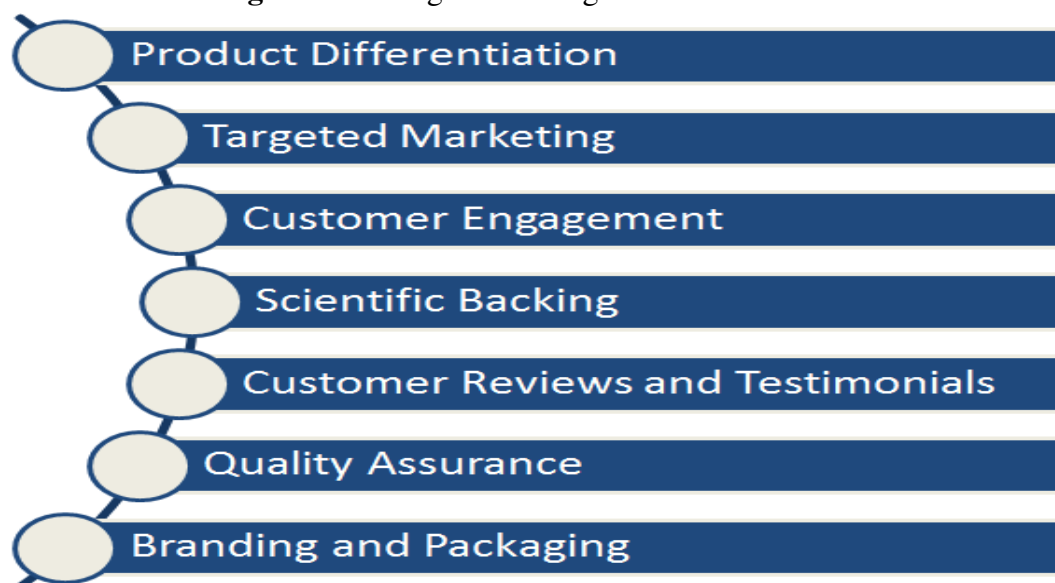 Product Differentiation
Targeted Marketing
Customer Engagement
Scientific Backing
Customer Reviews and Testimonials
Quality Assurance
Branding and Packaging